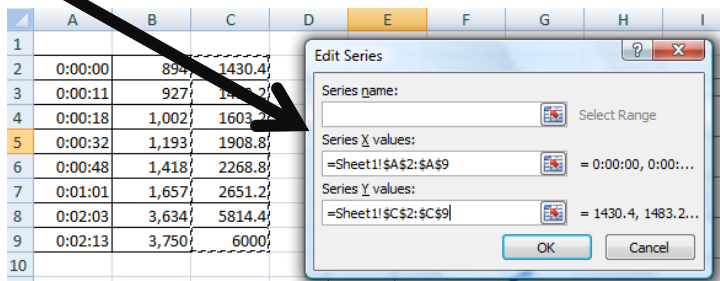 A B C D E F G H I
1
2 0:00:00 894 1430.4
3 0:00:11 927
4 0:00:18 1,002 1603.2
5 0:00:32 1,193 1908.8
6 0:00:48 1,418 2268.8
7 0:01:01 1,657 2651.2
8 0:02:03 3,634 5814.4
9 0:02:13 3,750 6000
10
Edit Series
Series name:
Select Range
Series X values:
=Sheet1!$A$2:$A$9 = 0:00:00, 0:00:...
Series Y values:
=Sheet1!$C$2:$C$9 = 1430.4, 1483.2...
OK Cancel